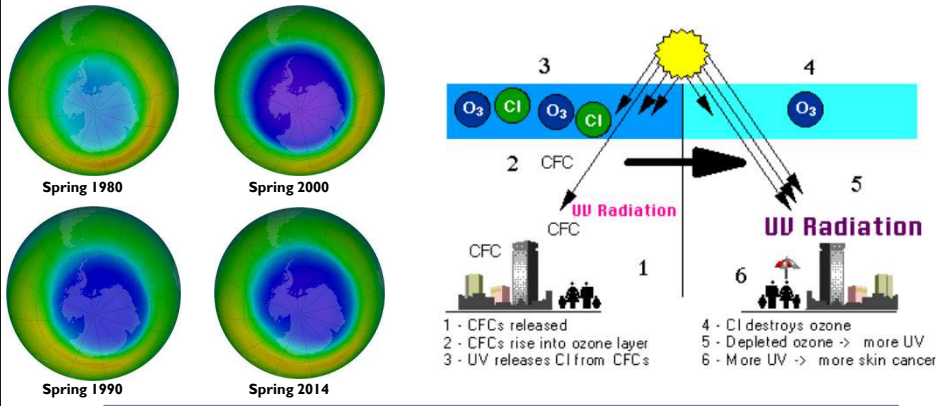 Spring 1980
Spring 2000
Spring 1990
Spring 2014
3
4
O3
Cl
O3
Cl
O3
2
CFC
5
UV Radiation
CFC
UV Radiation
CFC
1
6
1 - CFCs released
2 - CFCs rise into ozone layer
3 - UV releases Cl from CFCs
4 - Cl destroys ozone
5 - Depleted ozone -> more UV
6 - More UV -> more skin cancer